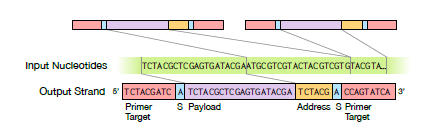 Input Nucleotides TCTACGCTCGAGTGATACGAATGCGTCGTACTACGTCGTGTACGTA...
Output Strand 5' TCTACGATC A TCTACGCTCGAGTGATACGA TCTACG A CCAGTATCA 3'
Primer Target S Payload Address S Primer Target